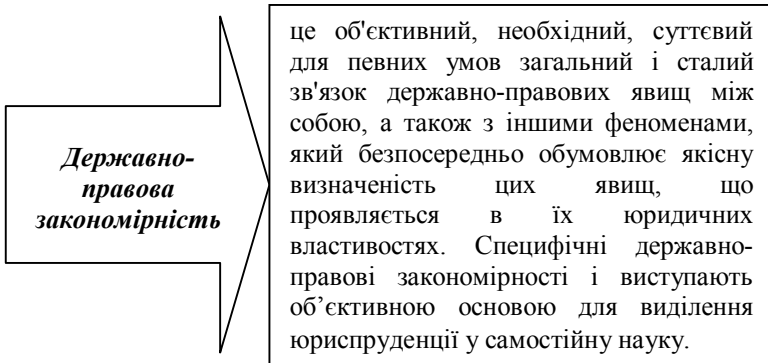 Державно-
правова
закономірність
це об'єктивний, необхідний, суттєвий
для певних умов загальний і сталий
зв'язок державно-правових явищ між
собою, а також з іншими феноменами,
який безпосередньо обумовлює якісну
визначеність цих явищ, що
проявляється в їх юридичних
властивостях. Специфічні державно-
правові закономірності і виступають
об’єктивною основою для виділення
юриспруденції у самостійну науку.